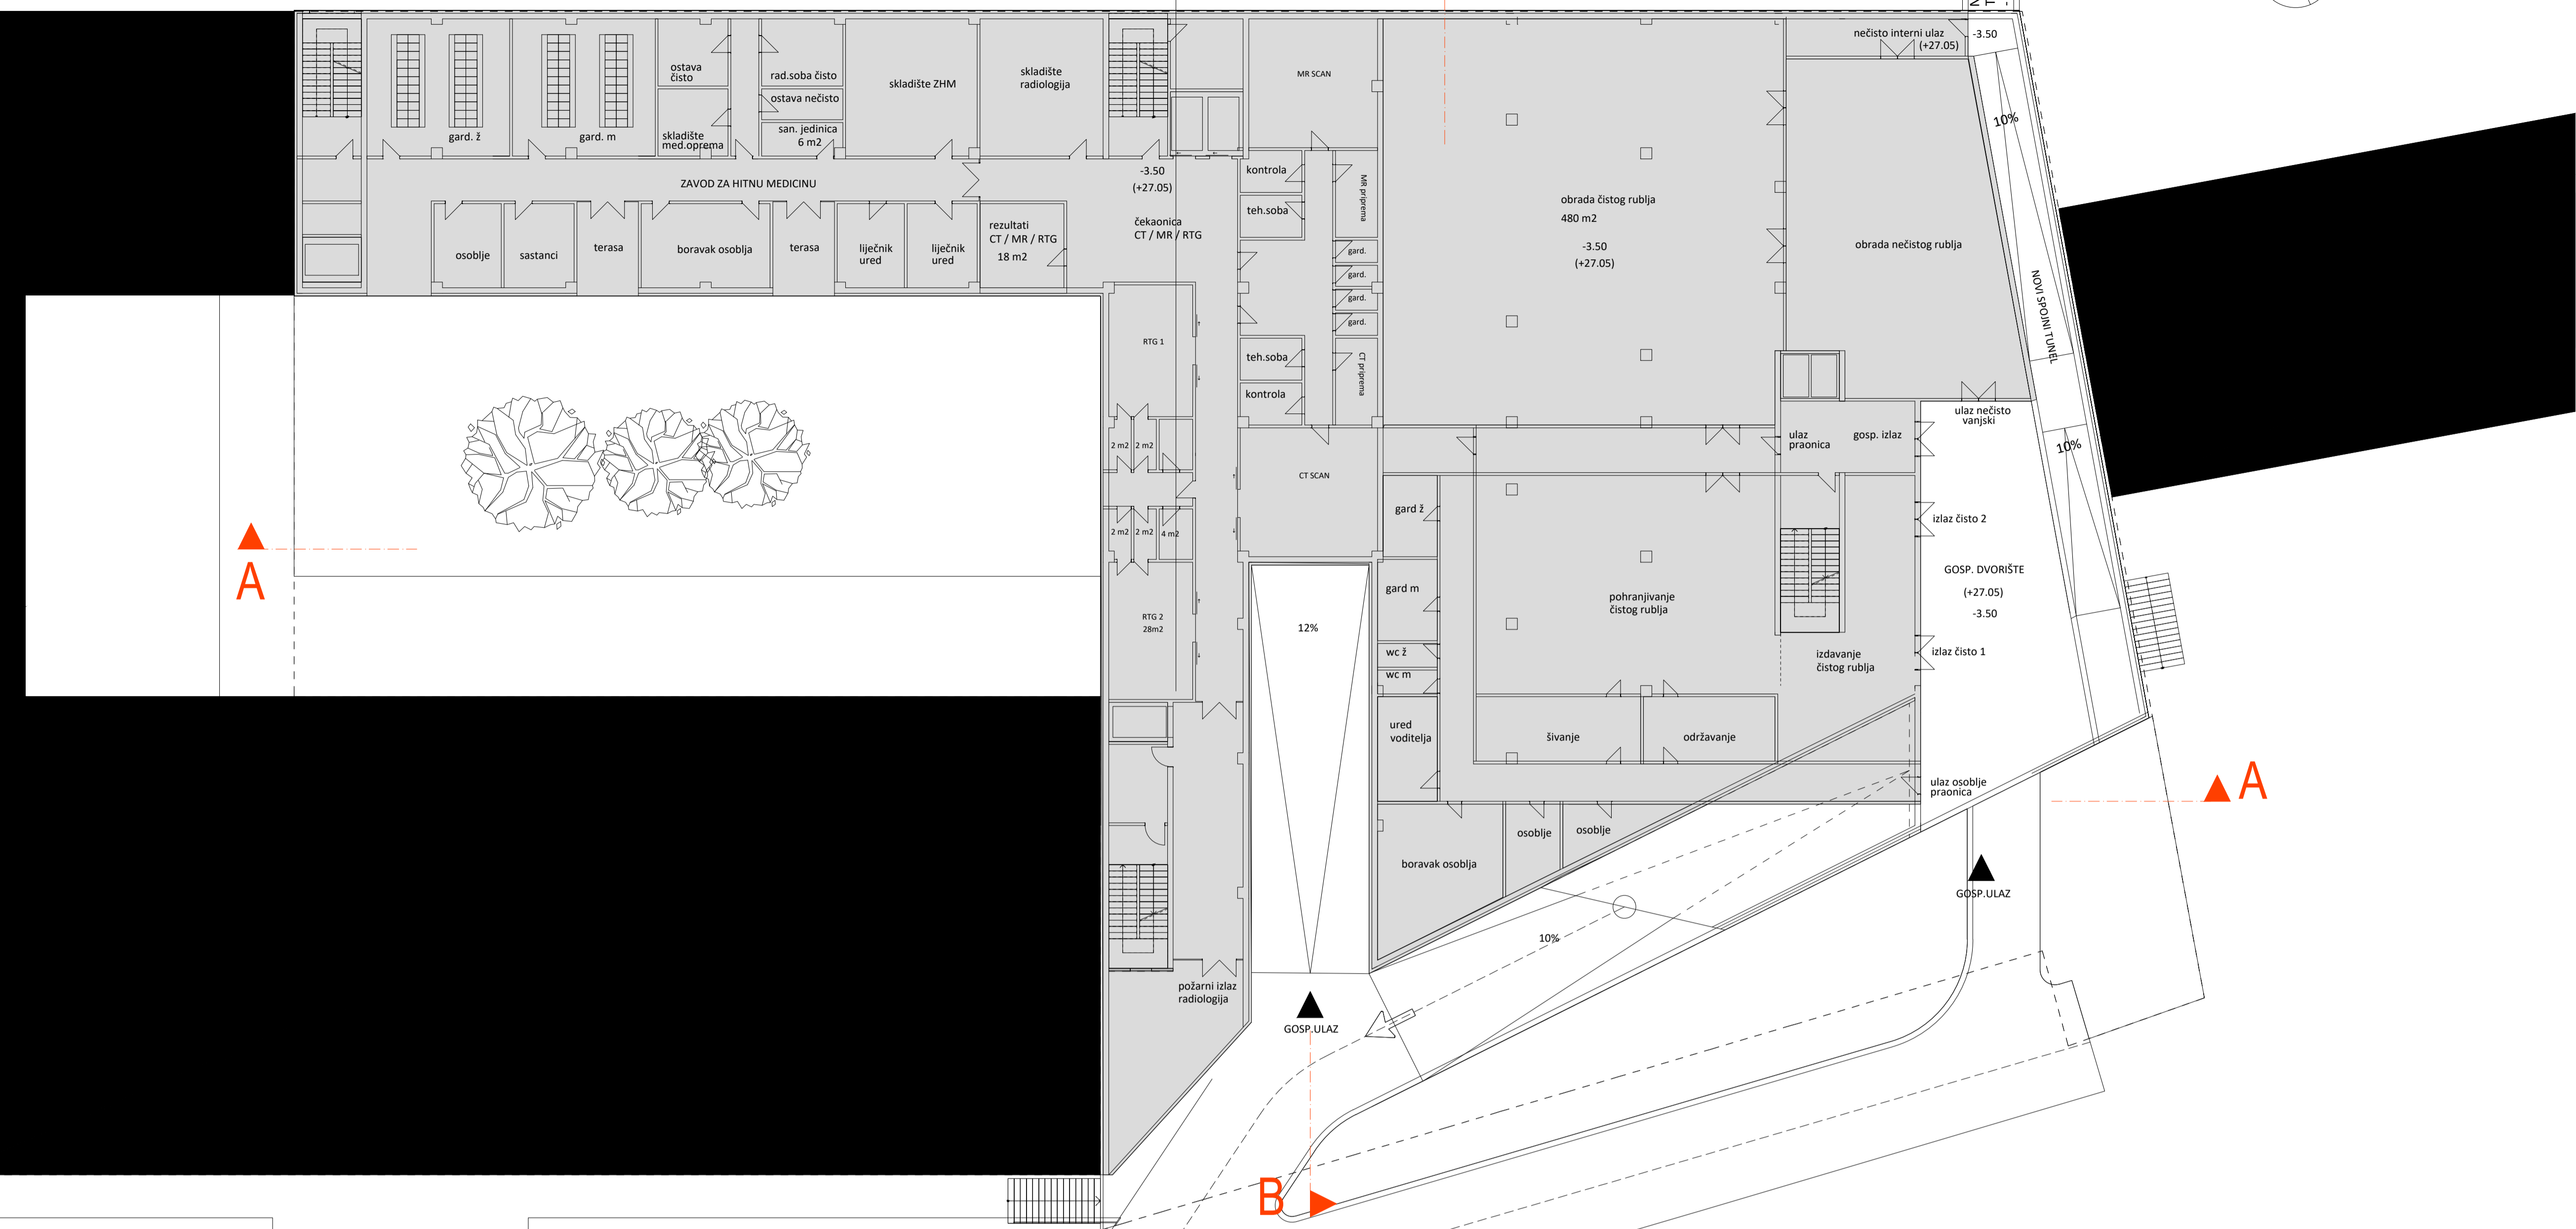 N
T
nečisto interni ulaz
(+27.05)
-3.50
ostava
čisto
rad.soba čisto
skladište ZHM
skladište
radiologija
MR SCAN
ostava nečisto
gard. ž
gard. m
skladište
med.oprema
san. jedinica
6 m2
10%
ZAVOD ZA HITNU MEDICINU
-3.50
(+27.05)
kontrola
MR priprema
teh.soba
obrada čistog rublja
480 m2
-3.50
(+27.05)
čekaonica
CT / MR / RTG
rezultati
CT / MR / RTG
18 m2
osoblje
sastanci
terasa
boravak osoblja
terasa
liječnik
ured
liječnik
ured
obrada nečistog rublja
gard.
gard.
gard.
gard.
NOVI SPOJNI TUNEL
RTG 1
teh.soba
CT priprema
kontrola
ulaz nečisto
vanjski
ulaz
praonica
gosp. izlaz
10%
2 m2
2 m2
CT SCAN
gard ž
izlaz čisto 2
2 m2
2 m2
4 m2
A
GOSP. DVORIŠTE
(+27.05)
-3.50
gard m
pohranjivanje
čistog rublja
RTG 2
28m2
12%
wc ž
wc m
izdavanje
čistog rublja
izlaz čisto 1
ured
voditelja
šivanje
održavanje
ulaz osoblje
praonica
A
osoblje
osoblje
boravak osoblja
GOSP.ULAZ
10%
požarni izlaz
radiologija
GOSP.ULAZ
B